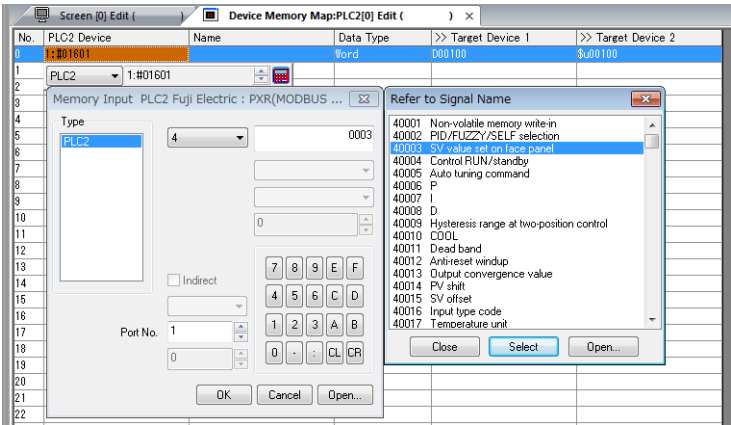 Screen [0] Edit ( )
Device Memory Map:PLC2[0] Edit ( ) ×
No. PLC2 Device Name Data Type >> Target Device 1 >> Target Device 2
0 1:#01601 Word D00100 $u00100
1 PLC2 1:#01601
2
3
4
5
6
7
8
9
10
11
12
13
14
15
16
17
18
19
20
21
22
Memory Input PLC2 Fuji Electric : PXR(MODBUS ...
Type
PLC2
4 0003
0
Indirect
Port No. 1
0
7 8 9 E F
4 5 6 C D
1 2 3 A B
0 - : CL CR
OK Cancel Open...
Refer to Signal Name
40001 Non-volatile memory write-in
40002 PID/FUZZY/SELF selection
40003 SV value set on face panel
40004 Control RUN/standby
40005 Auto tuning command
40006 P
40007 I
40008 D
40009 Hysteresis range at two-position control
40010 COOL
40011 Dead band
40012 Anti-reset windup
40013 Output convergence value
40014 PV shift
40015 SV offset
40016 Input type code
40017 Temperature unit
Close Select Open...